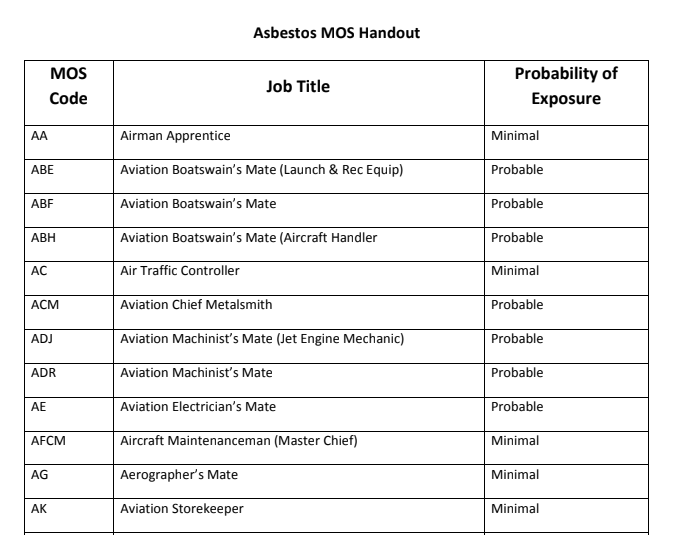 Asbestos MOS Handout
MOS Code Job Title Probability of Exposure
AA Airman Apprentice Minimal
ABE Aviation Boatswain’s Mate (Launch & Rec Equip) Probable
ABF Aviation Boatswain’s Mate Probable
ABH Aviation Boatswain’s Mate (Aircraft Handler Probable
AC Air Traffic Controller Minimal
ACM Aviation Chief Metalsmith Probable
ADJ Aviation Machinist’s Mate (Jet Engine Mechanic) Probable
ADR Aviation Machinist’s Mate Probable
AE Aviation Electrician’s Mate Probable
AFCM Aircraft Maintenanceman (Master Chief) Minimal
AG Aerographer’s Mate Minimal
AK Aviation Storekeeper Minimal